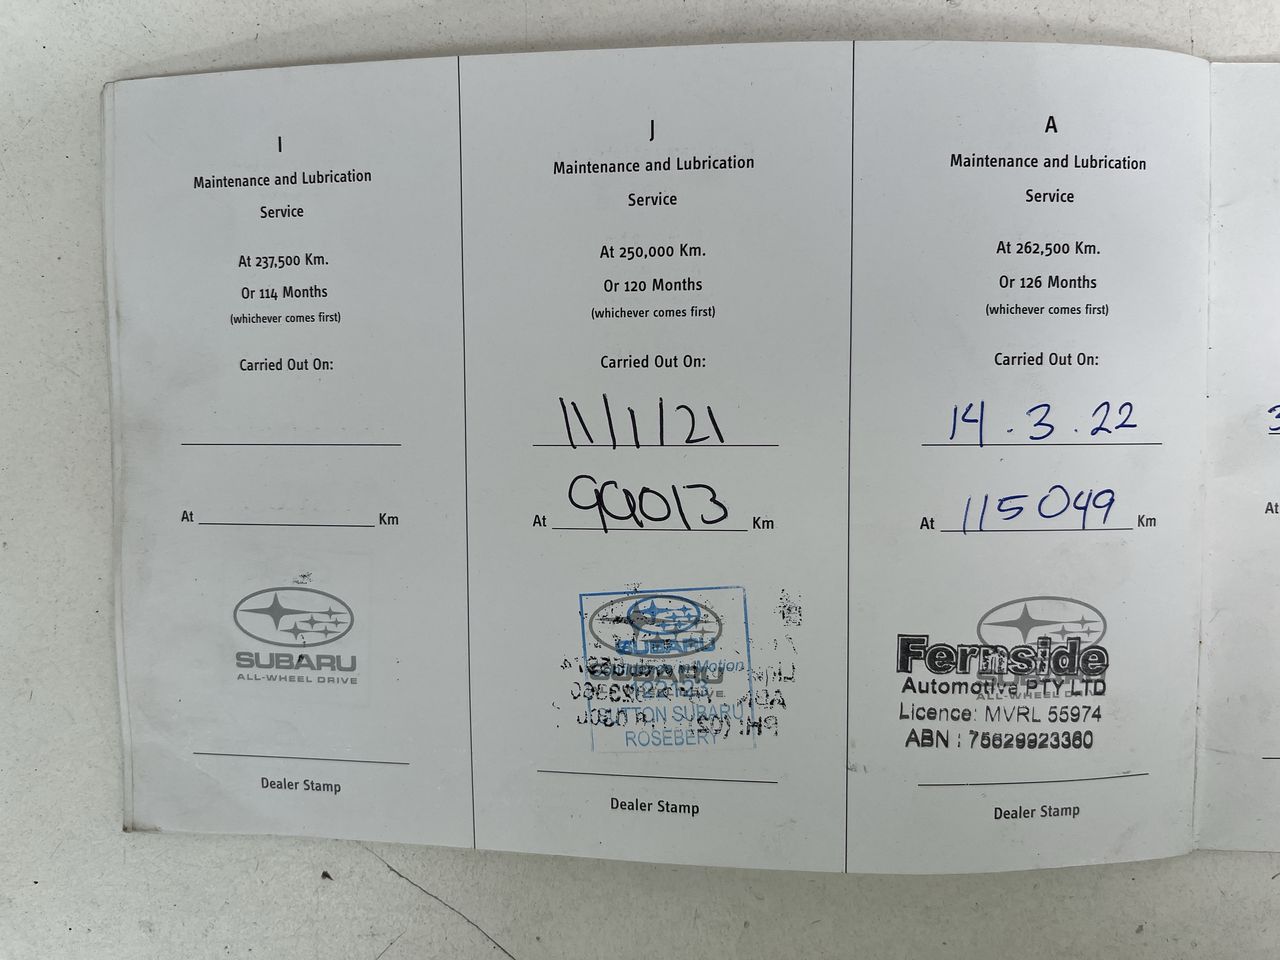 I
Maintenance and Lubrication
Service
At 237,500 Km.
Or 114 Months
(whichever comes first)
Carried Out On:
At Km
SUBARU
ALL-WHEEL DRIVE
Dealer Stamp
J
Maintenance and Lubrication
Service
At 250,000 Km.
Or 120 Months
(whichever comes first)
Carried Out On:
11/1/21
At 99013 Km
SUBARU
SUBARU
SUTTON SUBARU
ROSEBERY
Dealer Stamp
A
Maintenance and Lubrication
Service
At 262,500 Km.
Or 126 Months
(whichever comes first)
Carried Out On:
14.3.22
At 115049 Km
Fernside
Automotive PTY LTD
Licence: MVRL 55974
ABN : 75629923360
Dealer Stamp
At